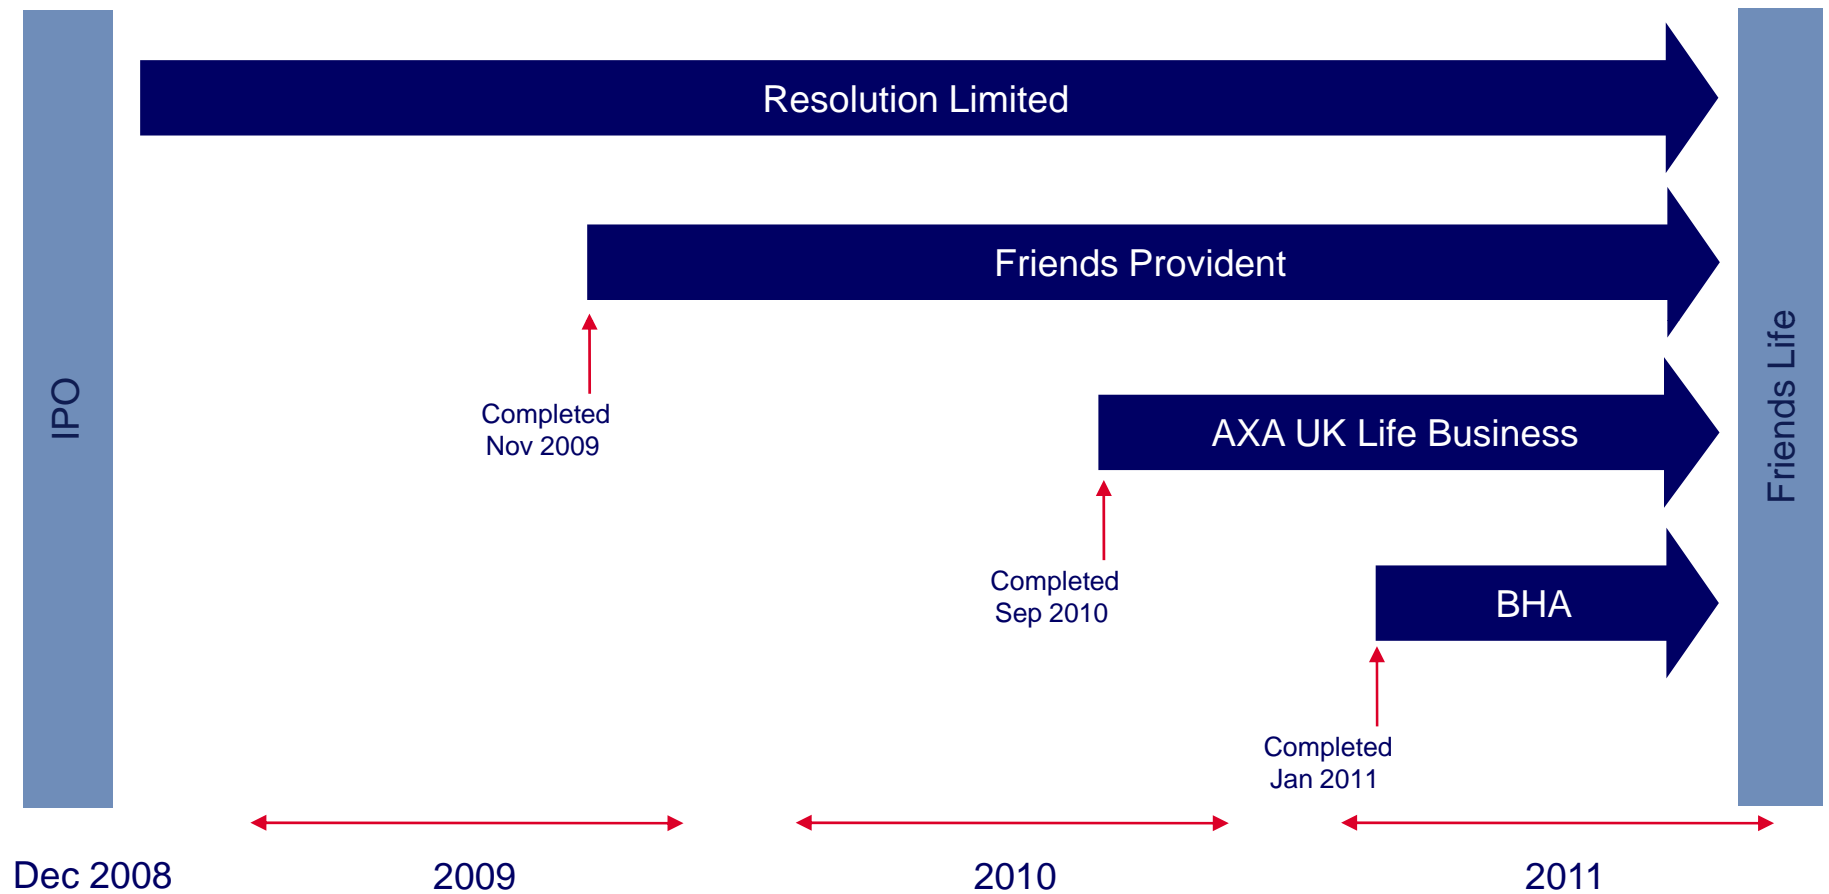 IPO
Resolution Limited
Friends Provident
Completed
Nov 2009
AXA UK Life Business
Completed
Sep 2010
BHA
Completed
Jan 2011
Friends Life
Dec 2008
2009
2010
2011